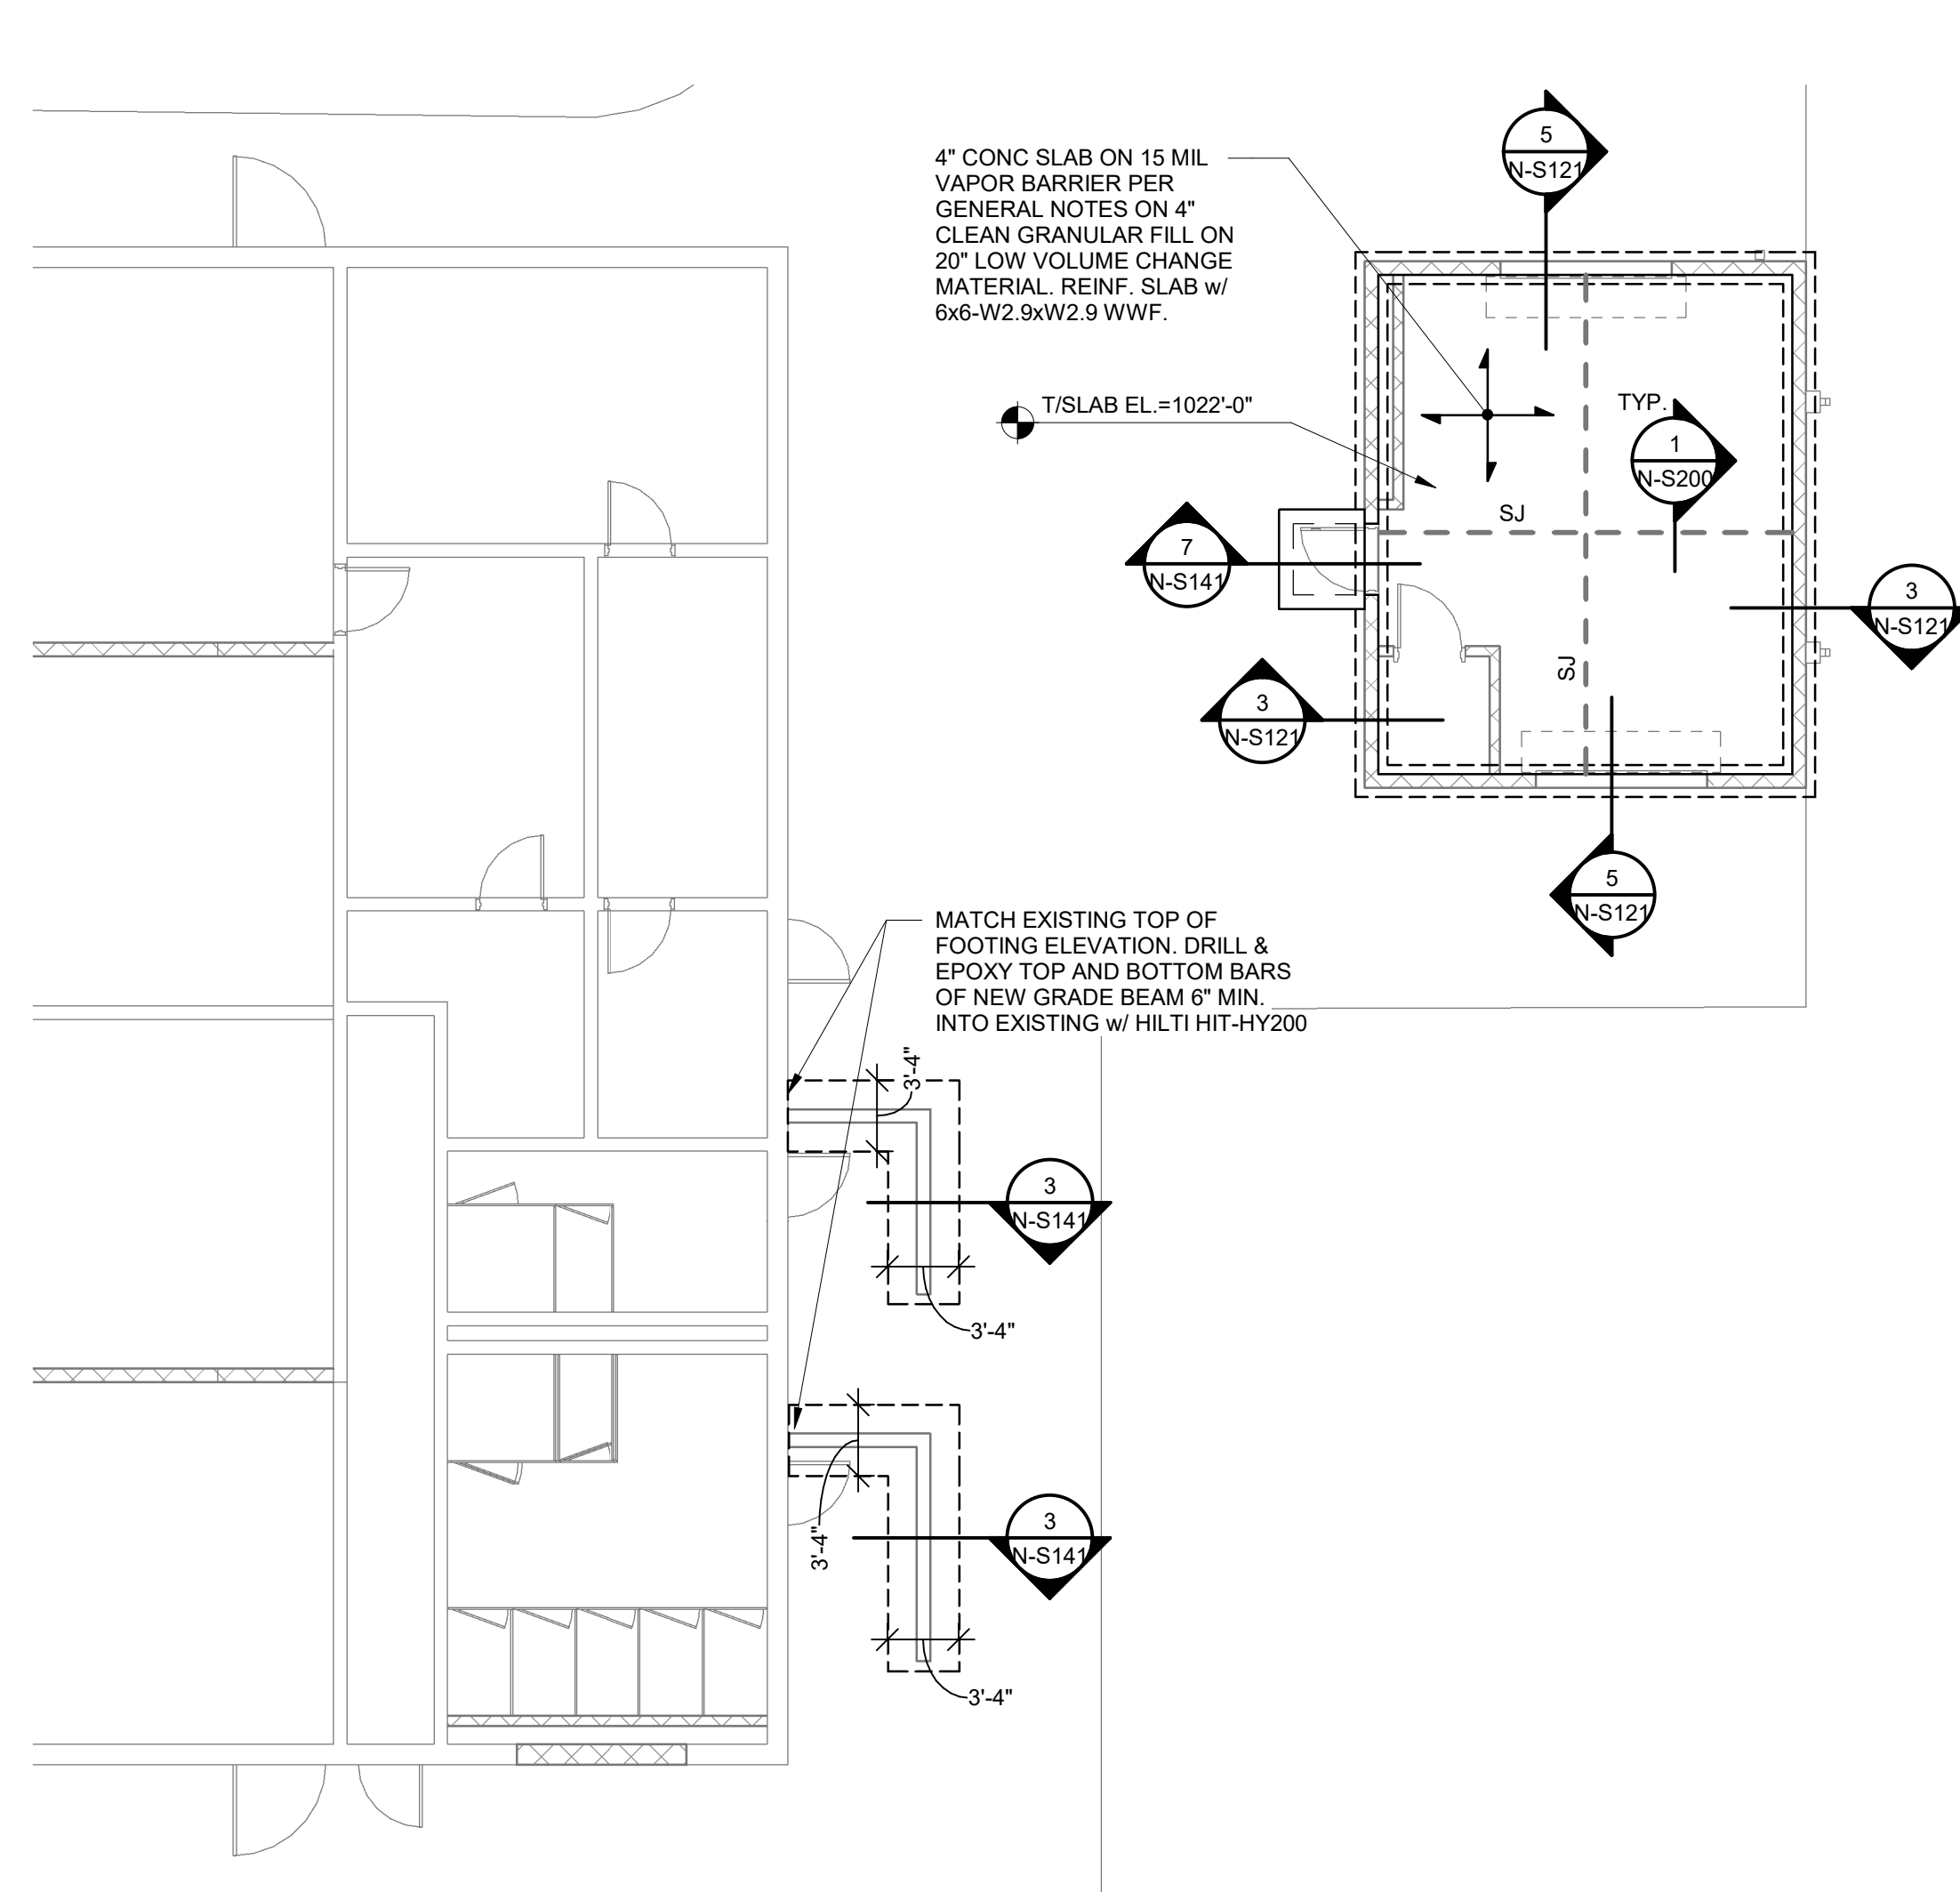 5
N-S121
4" CONC SLAB ON 15 MIL
VAPOR BARRIER PER
GENERAL NOTES ON 4"
CLEAN GRANULAR FILL ON
20" LOW VOLUME CHANGE
MATERIAL. REINF. SLAB w/
6x6-W2.9xW2.9 WWF.
T/SLAB EL.=1022'-0"
TYP.
1
N-S200
SJ
7
N-S141
3
N-S121
SJ
3
N-S121
5
N-S121
MATCH EXISTING TOP OF
FOOTING ELEVATION. DRILL &
EPOXY TOP AND BOTTOM BARS
OF NEW GRADE BEAM 6" MIN.
INTO EXISTING w/ HILTI HIT-HY200
3'-4"
3
N-S141
3'-4"
3'-4"
3
N-S141
3'-4"